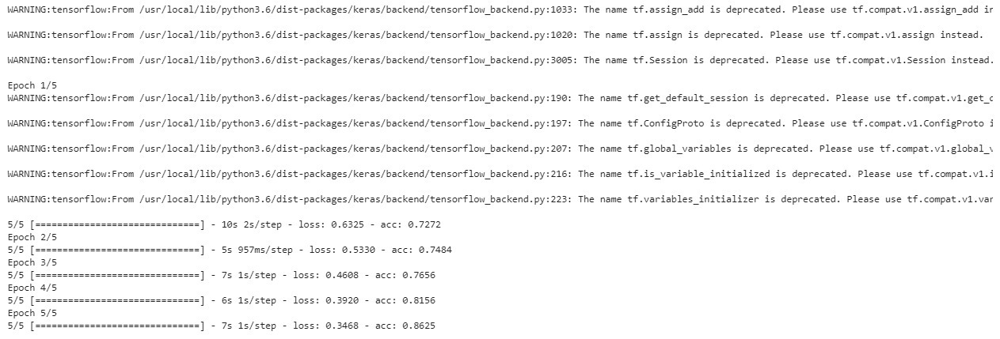 WARNING:tensorflow:From /usr/local/lib/python3.6/dist-packages/keras/backend/tensorflow_backend.py:1033: The name tf.assign_add is deprecated. Please use tf.compat.v1.assign_add in
WARNING:tensorflow:From /usr/local/lib/python3.6/dist-packages/keras/backend/tensorflow_backend.py:1020: The name tf.assign is deprecated. Please use tf.compat.v1.assign instead.
WARNING:tensorflow:From /usr/local/lib/python3.6/dist-packages/keras/backend/tensorflow_backend.py:3005: The name tf.Session is deprecated. Please use tf.compat.v1.Session instead.
Epoch 1/5
WARNING:tensorflow:From /usr/local/lib/python3.6/dist-packages/keras/backend/tensorflow_backend.py:190: The name tf.get_default_session is deprecated. Please use tf.compat.v1.get_
WARNING:tensorflow:From /usr/local/lib/python3.6/dist-packages/keras/backend/tensorflow_backend.py:197: The name tf.ConfigProto is deprecated. Please use tf.compat.v1.ConfigProto i
WARNING:tensorflow:From /usr/local/lib/python3.6/dist-packages/keras/backend/tensorflow_backend.py:207: The name tf.global_variables is deprecated. Please use tf.compat.v1.global_
WARNING:tensorflow:From /usr/local/lib/python3.6/dist-packages/keras/backend/tensorflow_backend.py:216: The name tf.is_variable_initialized is deprecated. Please use tf.compat.v1.i
WARNING:tensorflow:From /usr/local/lib/python3.6/dist-packages/keras/backend/tensorflow_backend.py:223: The name tf.variables_initializer is deprecated. Please use tf.compat.v1.var
5/5 [==============================] - 10s 2s/step - loss: 0.6325 - acc: 0.7272
Epoch 2/5
5/5 [==============================] - 5s 957ms/step - loss: 0.5330 - acc: 0.7484
Epoch 3/5
5/5 [==============================] - 7s 1s/step - loss: 0.4608 - acc: 0.7656
Epoch 4/5
5/5 [==============================] - 6s 1s/step - loss: 0.3920 - acc: 0.8156
Epoch 5/5
5/5 [==============================] - 7s 1s/step - loss: 0.3468 - acc: 0.8625